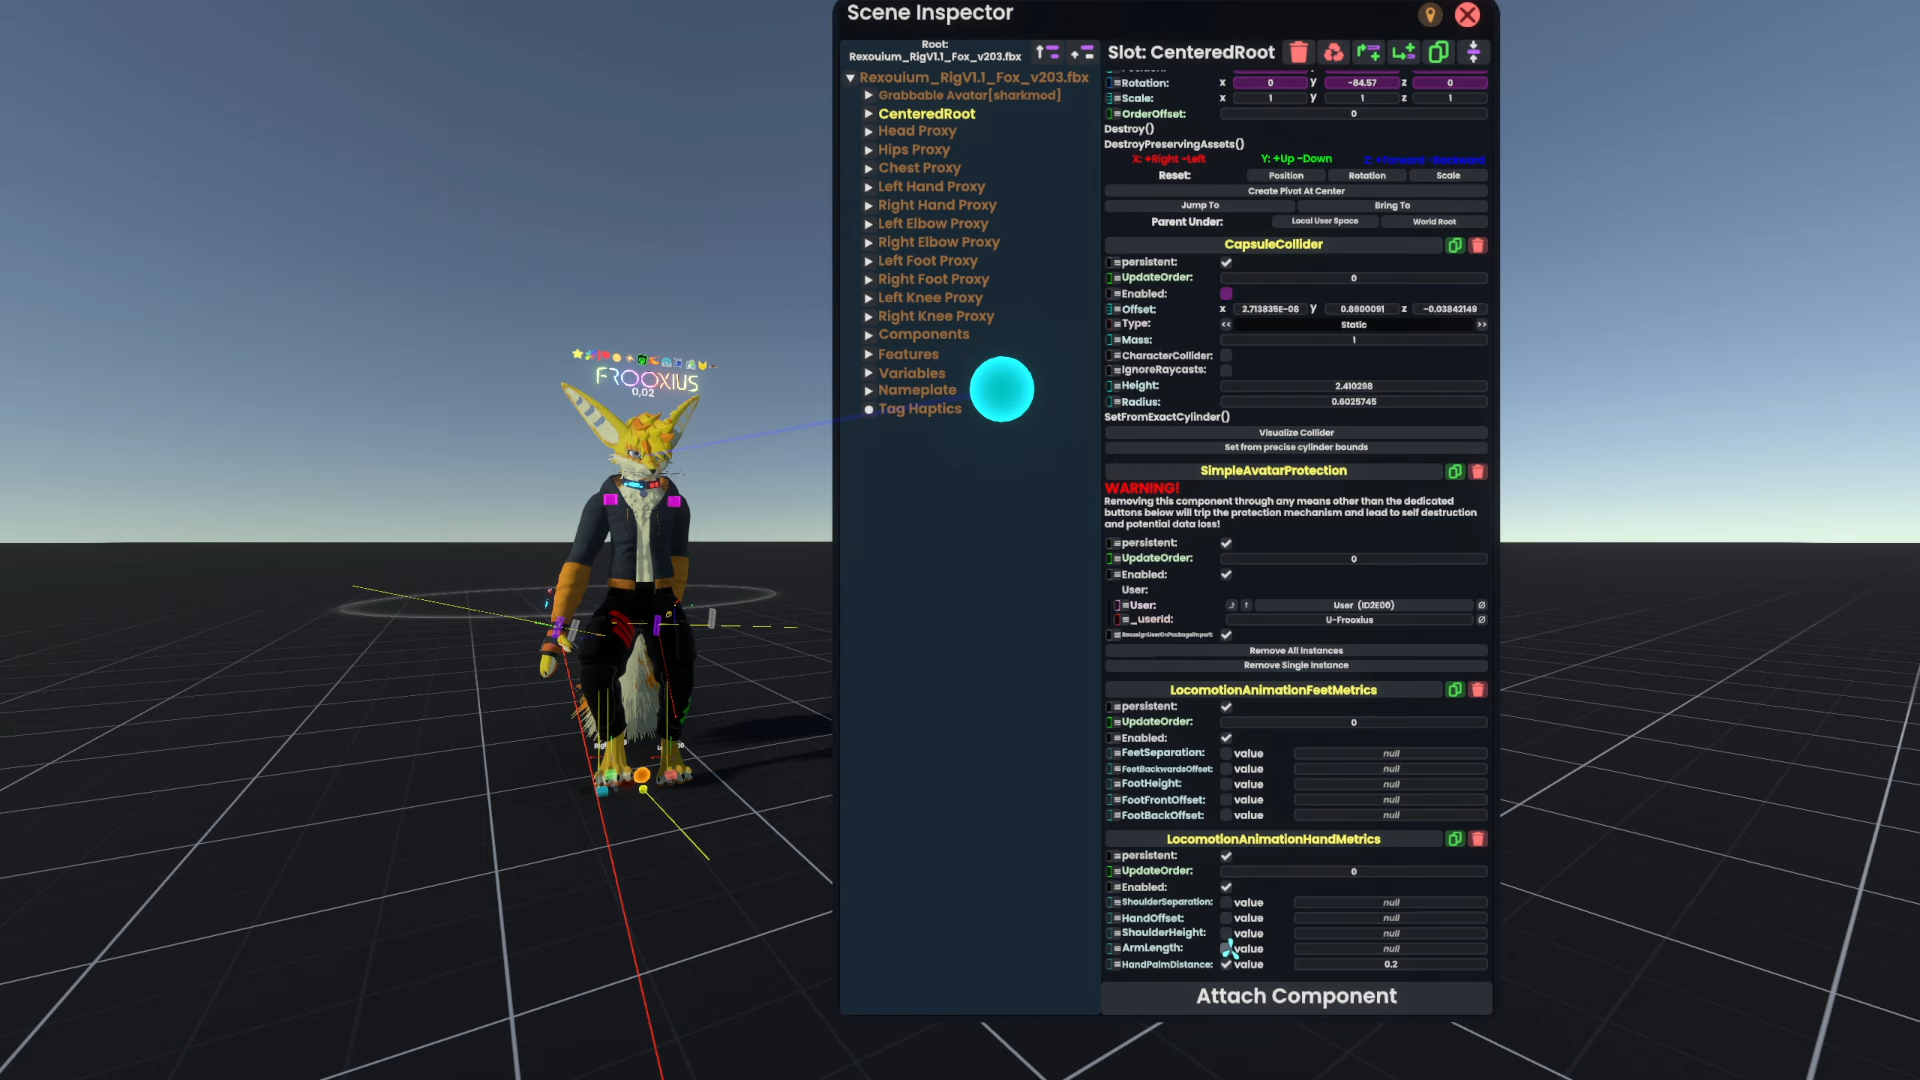 Scene Inspector
Root:
Rexouium_RigV1.1_Fox_v203.fbx
Rexouium_RigV1.1_Fox_v203.fbx
Grabbable Avatar[sharkmod]
CenteredRoot
Head Proxy
Hips Proxy
Chest Proxy
Left Hand Proxy
Right Hand Proxy
Left Elbow Proxy
Right Elbow Proxy
Left Foot Proxy
Right Foot Proxy
Left Knee Proxy
Right Knee Proxy
Components
Features
Variables
Nameplate
Tag Haptics
Slot: CenteredRoot
Rotation: x 0 y -84.57 z 0
Scale: x 1 y 1 z 1
OrderOffset: 0
Destroy()
DestroyPreservingAssets()
X: +Right -Left Y: +Up -Down Z: +Forward -Backward
Reset: Position Rotation Scale
Create Pivot At Center
Jump To Bring To
Parent Under: Local User Space World Root
CapsuleCollider
persistent:
UpdateOrder: 0
Enabled:
Offset: x 2.713835E-08 y 0.8600091 z -0.03842149
Type: << Static >>
Mass: 1
CharacterCollider:
IgnoreRaycasts:
Height: 2.410298
Radius: 0.6025745
SetFromExactCylinder()
Visualize Collider
Set from precise cylinder bounds
SimpleAvatarProtection
WARNING!
Removing this component through any means other than the dedicated
buttons below will trip the protection mechanism and lead to self destruction
and potential data loss!
persistent:
UpdateOrder: 0
Enabled:
User:
User: User (ID2E00) Ø
_userId: U-Frooxius Ø
ReassignUserOnPackageImport:
Remove All Instances
Remove Single Instance
LocomotionAnimationFeetMetrics
persistent:
UpdateOrder: 0
Enabled:
FeetSeparation: value null
FeetBackwardsOffset: value null
FootHeight: value null
FootFrontOffset: value null
FootBackOffset: value null
LocomotionAnimationHandMetrics
persistent:
UpdateOrder: 0
Enabled:
ShoulderSeparation: value null
HandOffset: value null
ShoulderHeight: value null
ArmLength: value null
HandPalmDistance: value 0.2
Attach Component
FROOXIUS
0,02